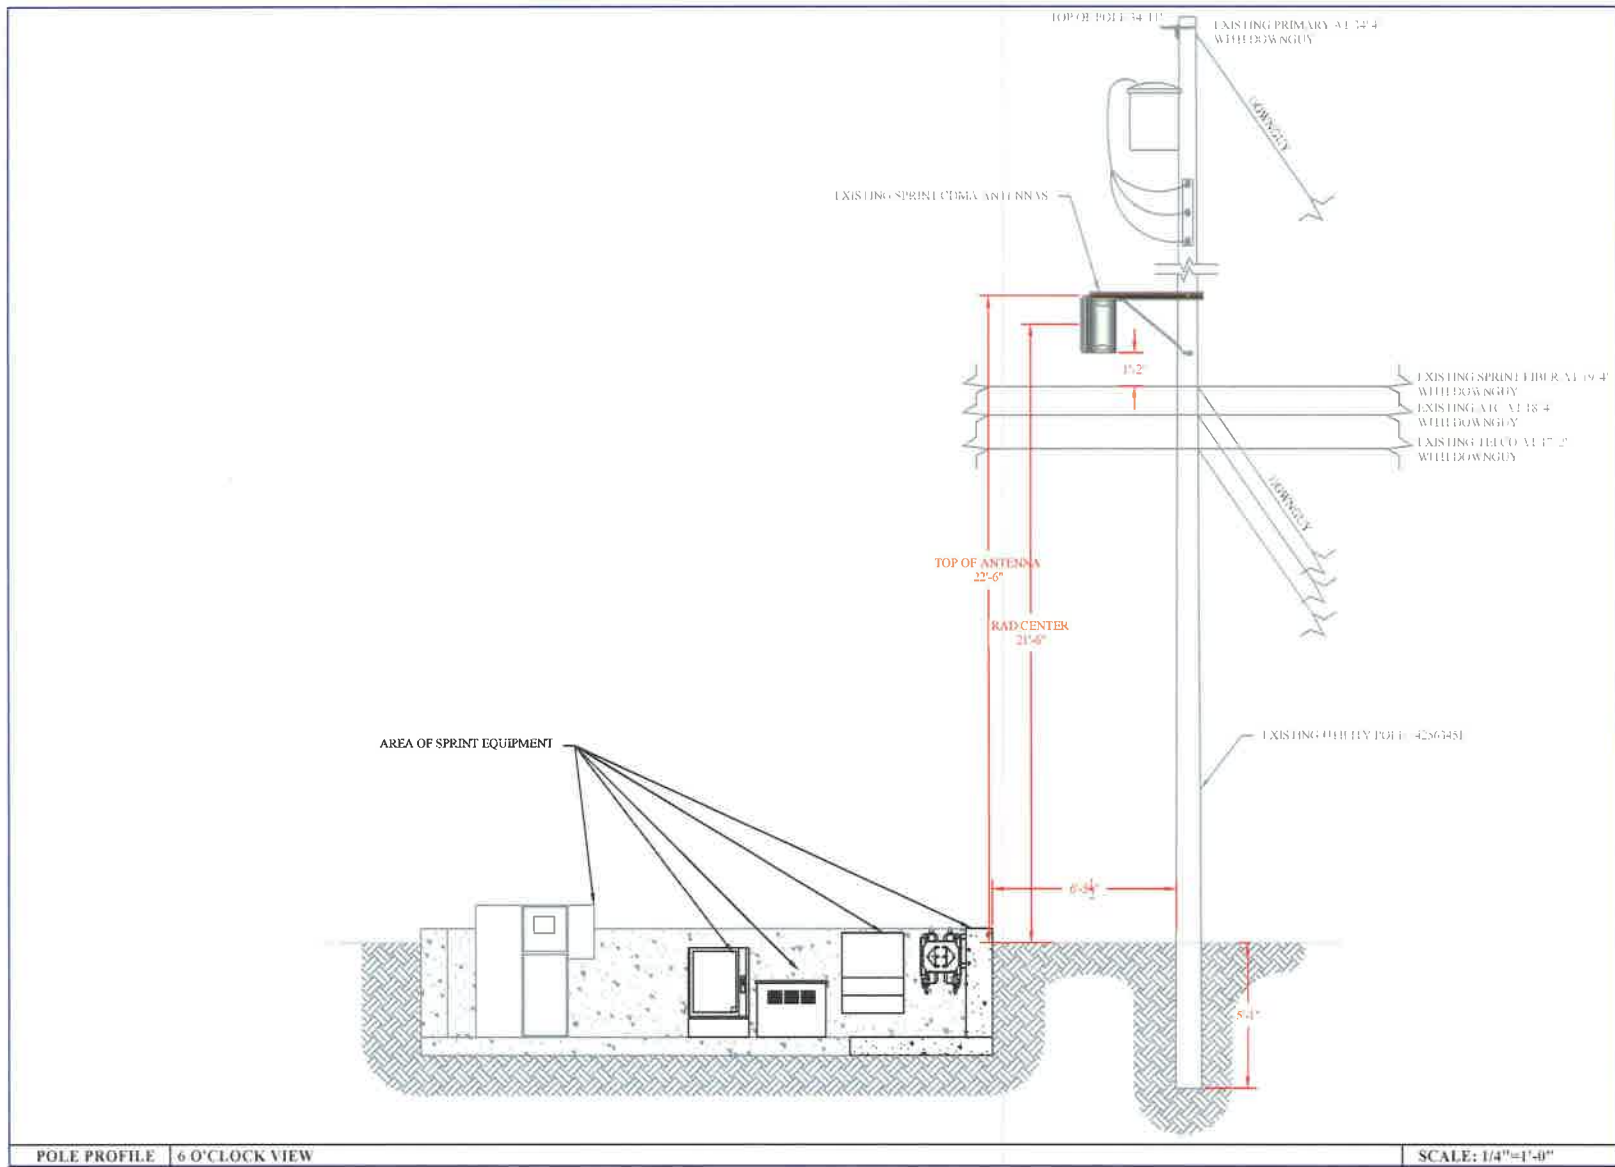 TOP OF POLE 34'-11"
EXISTING PRIMARY AT 34'-4"
WITH DOWNGUY
DOWNGUY
EXISTING SPRINT CDMA ANTENNAS
1'-2"
EXISTING SPRINT FIBER AT 19'-4"
WITH DOWNGUY
EXISTING ATC AT 18'-4"
WITH DOWNGUY
EXISTING TELCO AT 17'-2"
WITH DOWNGUY
DOWNGUY
TOP OF ANTENNA
22'-6"
RAD CENTER
21'-6"
EXISTING UTILITY POLE
AREA OF SPRINT EQUIPMENT
5'-1"
POLE PROFILE
6 O'CLOCK VIEW
SCALE: 1/4"=1'-0"